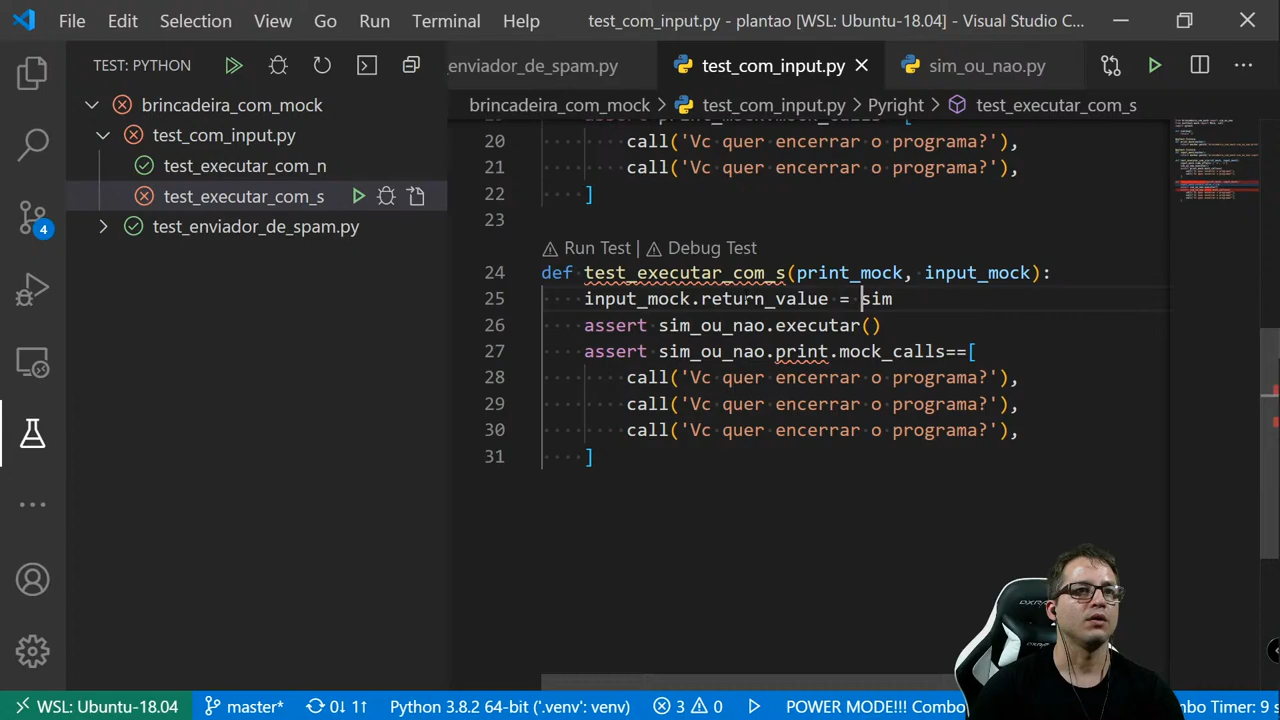 File Edit Selection View Go Run Terminal Help test_com_input.py - plantao [WSL: Ubuntu-18.04] - Visual Studio C...
TEST: PYTHON
_enviador_de_spam.py test_com_input.py sim_ou_nao.py
brincadeira_com_mock > test_com_input.py > Pyright > test_executar_com_s
brincadeira_com_mock
test_com_input.py
test_executar_com_n
test_executar_com_s
test_enviador_de_spam.py
20 call('Vc quer encerrar o programa?'),
21 call('Vc quer encerrar o programa?'),
22 ]
23
Run Test | Debug Test
24 def test_executar_com_s(print_mock, input_mock):
25 input_mock.return_value = sim
26 assert sim_ou_nao.executar()
27 assert sim_ou_nao.print.mock_calls==[
28 call('Vc quer encerrar o programa?'),
29 call('Vc quer encerrar o programa?'),
30 call('Vc quer encerrar o programa?'),
31 ]
4
DXRACER
WSL: Ubuntu-18.04 master* 0↓ 1↑ Python 3.8.2 64-bit ('.venv': venv) 3 0 POWER MODE!!! Combo Combo Timer: 9 s